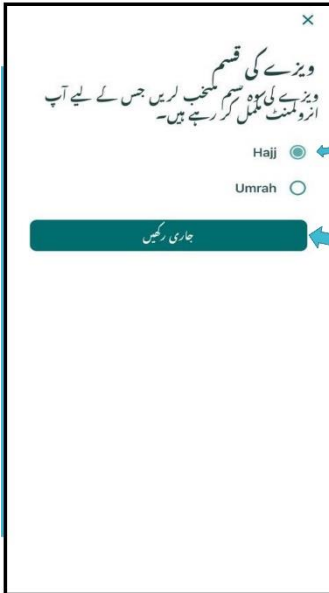 ویزے کی قسم
ویزے کی وہ قسم منتخب کریں جس کے لیے آپ
انرولمنٹ مکمل کر رہے ہیں۔
Hajj
Umrah
جاری رکھیں